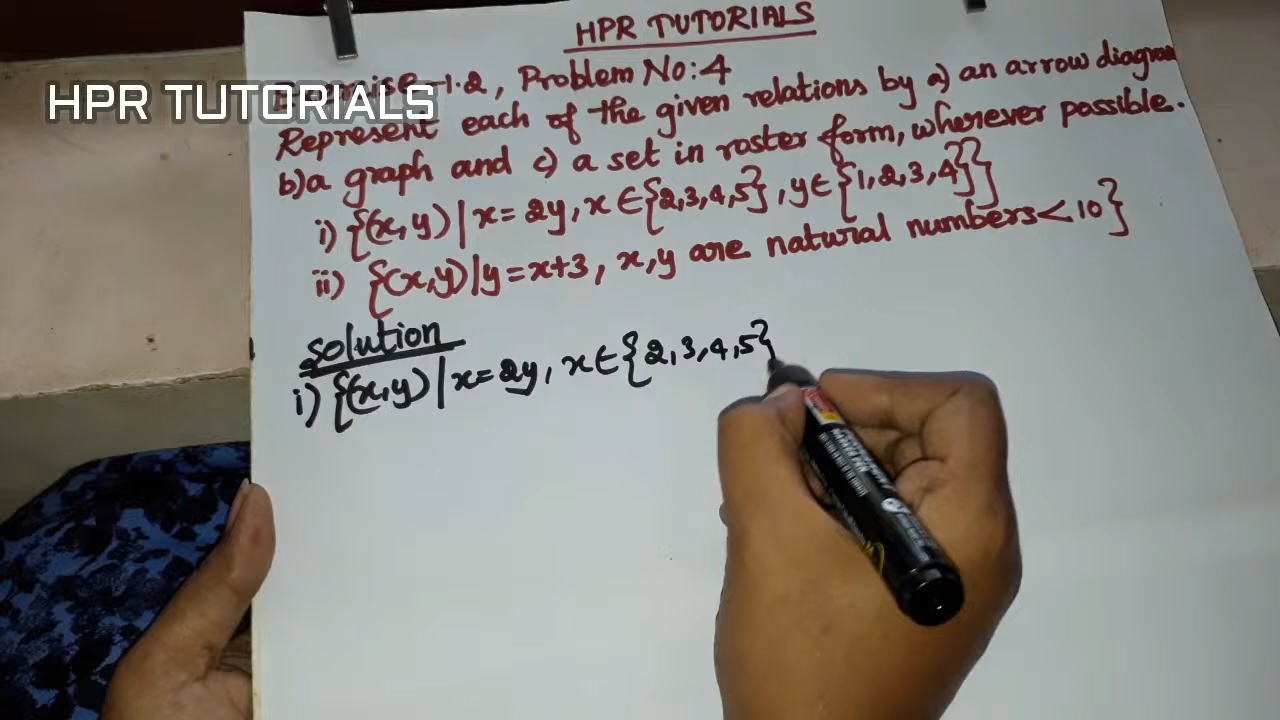 HPR TUTORIALS
HPR TUTORIALS
Exercise-1.2, Problem No:4
Represent each of the given relations by a) an arrow diagram
b) a graph and c) a set in roster form, wherever possible.
i) {(x,y) | x = 2y, x ∈ {2,3,4,5}, y ∈ {1,2,3,4}}
ii) {(x,y) | y = x+3, x,y are natural numbers < 10}
solution
i) {(x,y) | x = 2y, x ∈ {2,3,4,5}